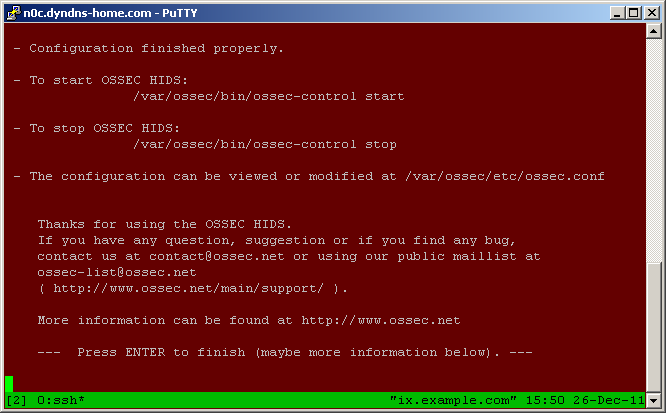 n0c.dyndns-home.com - PuTTY
- Configuration finished properly.
- To start OSSEC HIDS:
/var/ossec/bin/ossec-control start
- To stop OSSEC HIDS:
/var/ossec/bin/ossec-control stop
- The configuration can be viewed or modified at /var/ossec/etc/ossec.conf
Thanks for using the OSSEC HIDS.
If you have any question, suggestion or if you find any bug,
contact us at contact@ossec.net or using our public maillist at
ossec-list@ossec.net
( http://www.ossec.net/main/support/ ).
More information can be found at http://www.ossec.net
---  Press ENTER to finish (maybe more information below). ---
[2] 0:ssh* "ix.example.com" 15:50 26-Dec-11